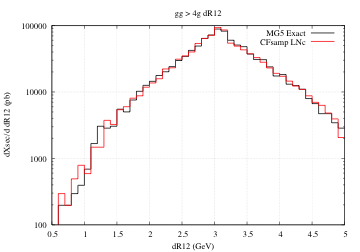 gg > 4g dR12
MG5 Exact
CFsamp LNc
100000
10000
1000
100
dXsec/d dR12 (pb)
0.5 1 1.5 2 2.5 3 3.5 4 4.5 5
dR12 (GeV)